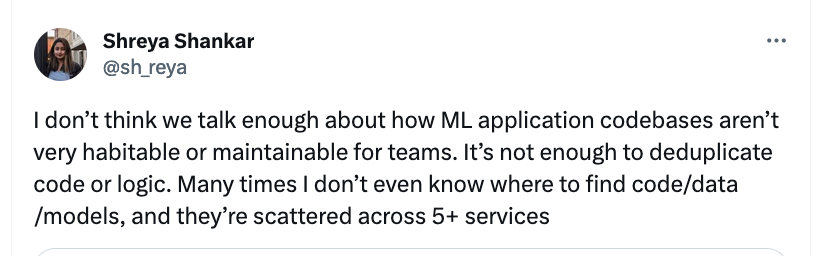 Shreya Shankar
@sh_reya
I don’t think we talk enough about how ML application codebases aren’t
very habitable or maintainable for teams. It’s not enough to deduplicate
code or logic. Many times I don’t even know where to find code/data
/models, and they’re scattered across 5+ services